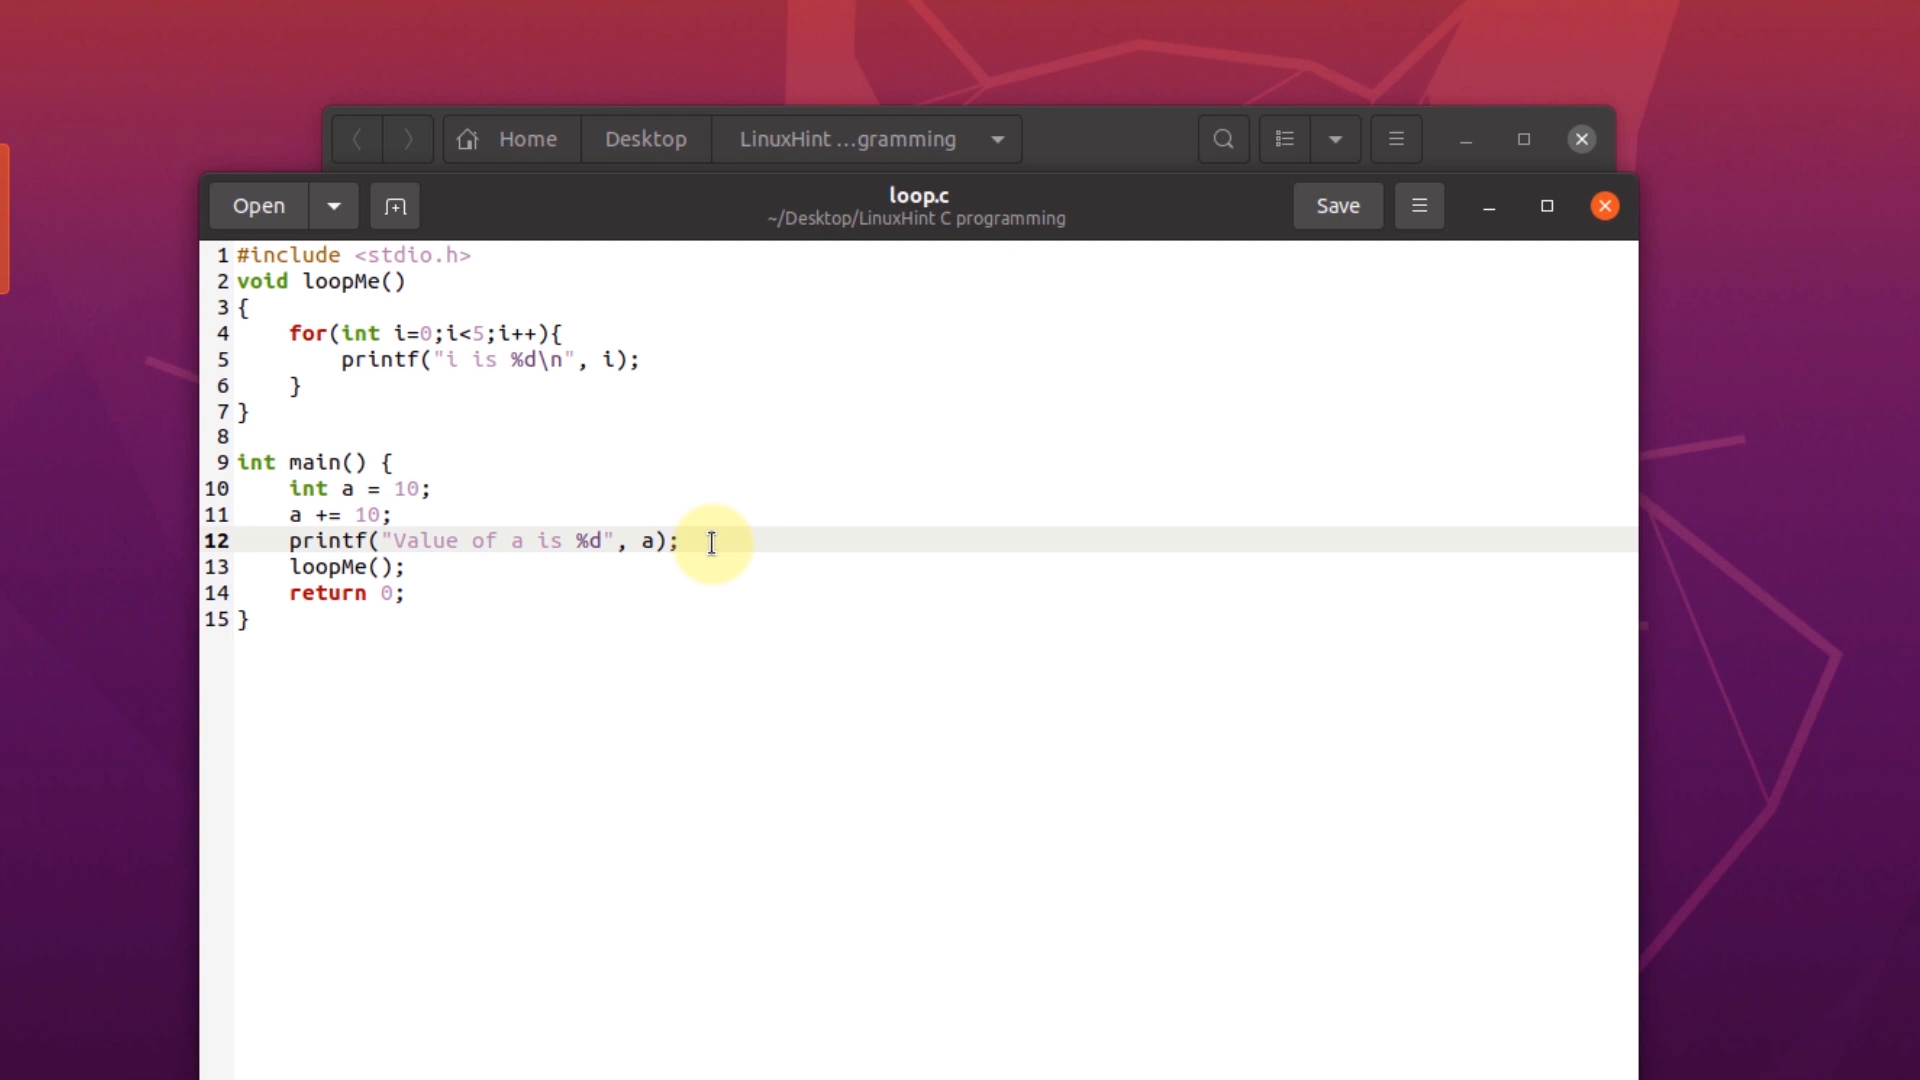 Home Desktop LinuxHint ...gramming
Open loop.c Save
~/Desktop/LinuxHint C programming
1 #include <stdio.h>
2 void loopMe()
3 {
4     for(int i=0;i<5;i++){
5         printf("i is %d\n", i);
6     }
7 }
8
9 int main() {
10     int a = 10;
11     a += 10;
12     printf("Value of a is %d", a);
13     loopMe();
14     return 0;
15 }